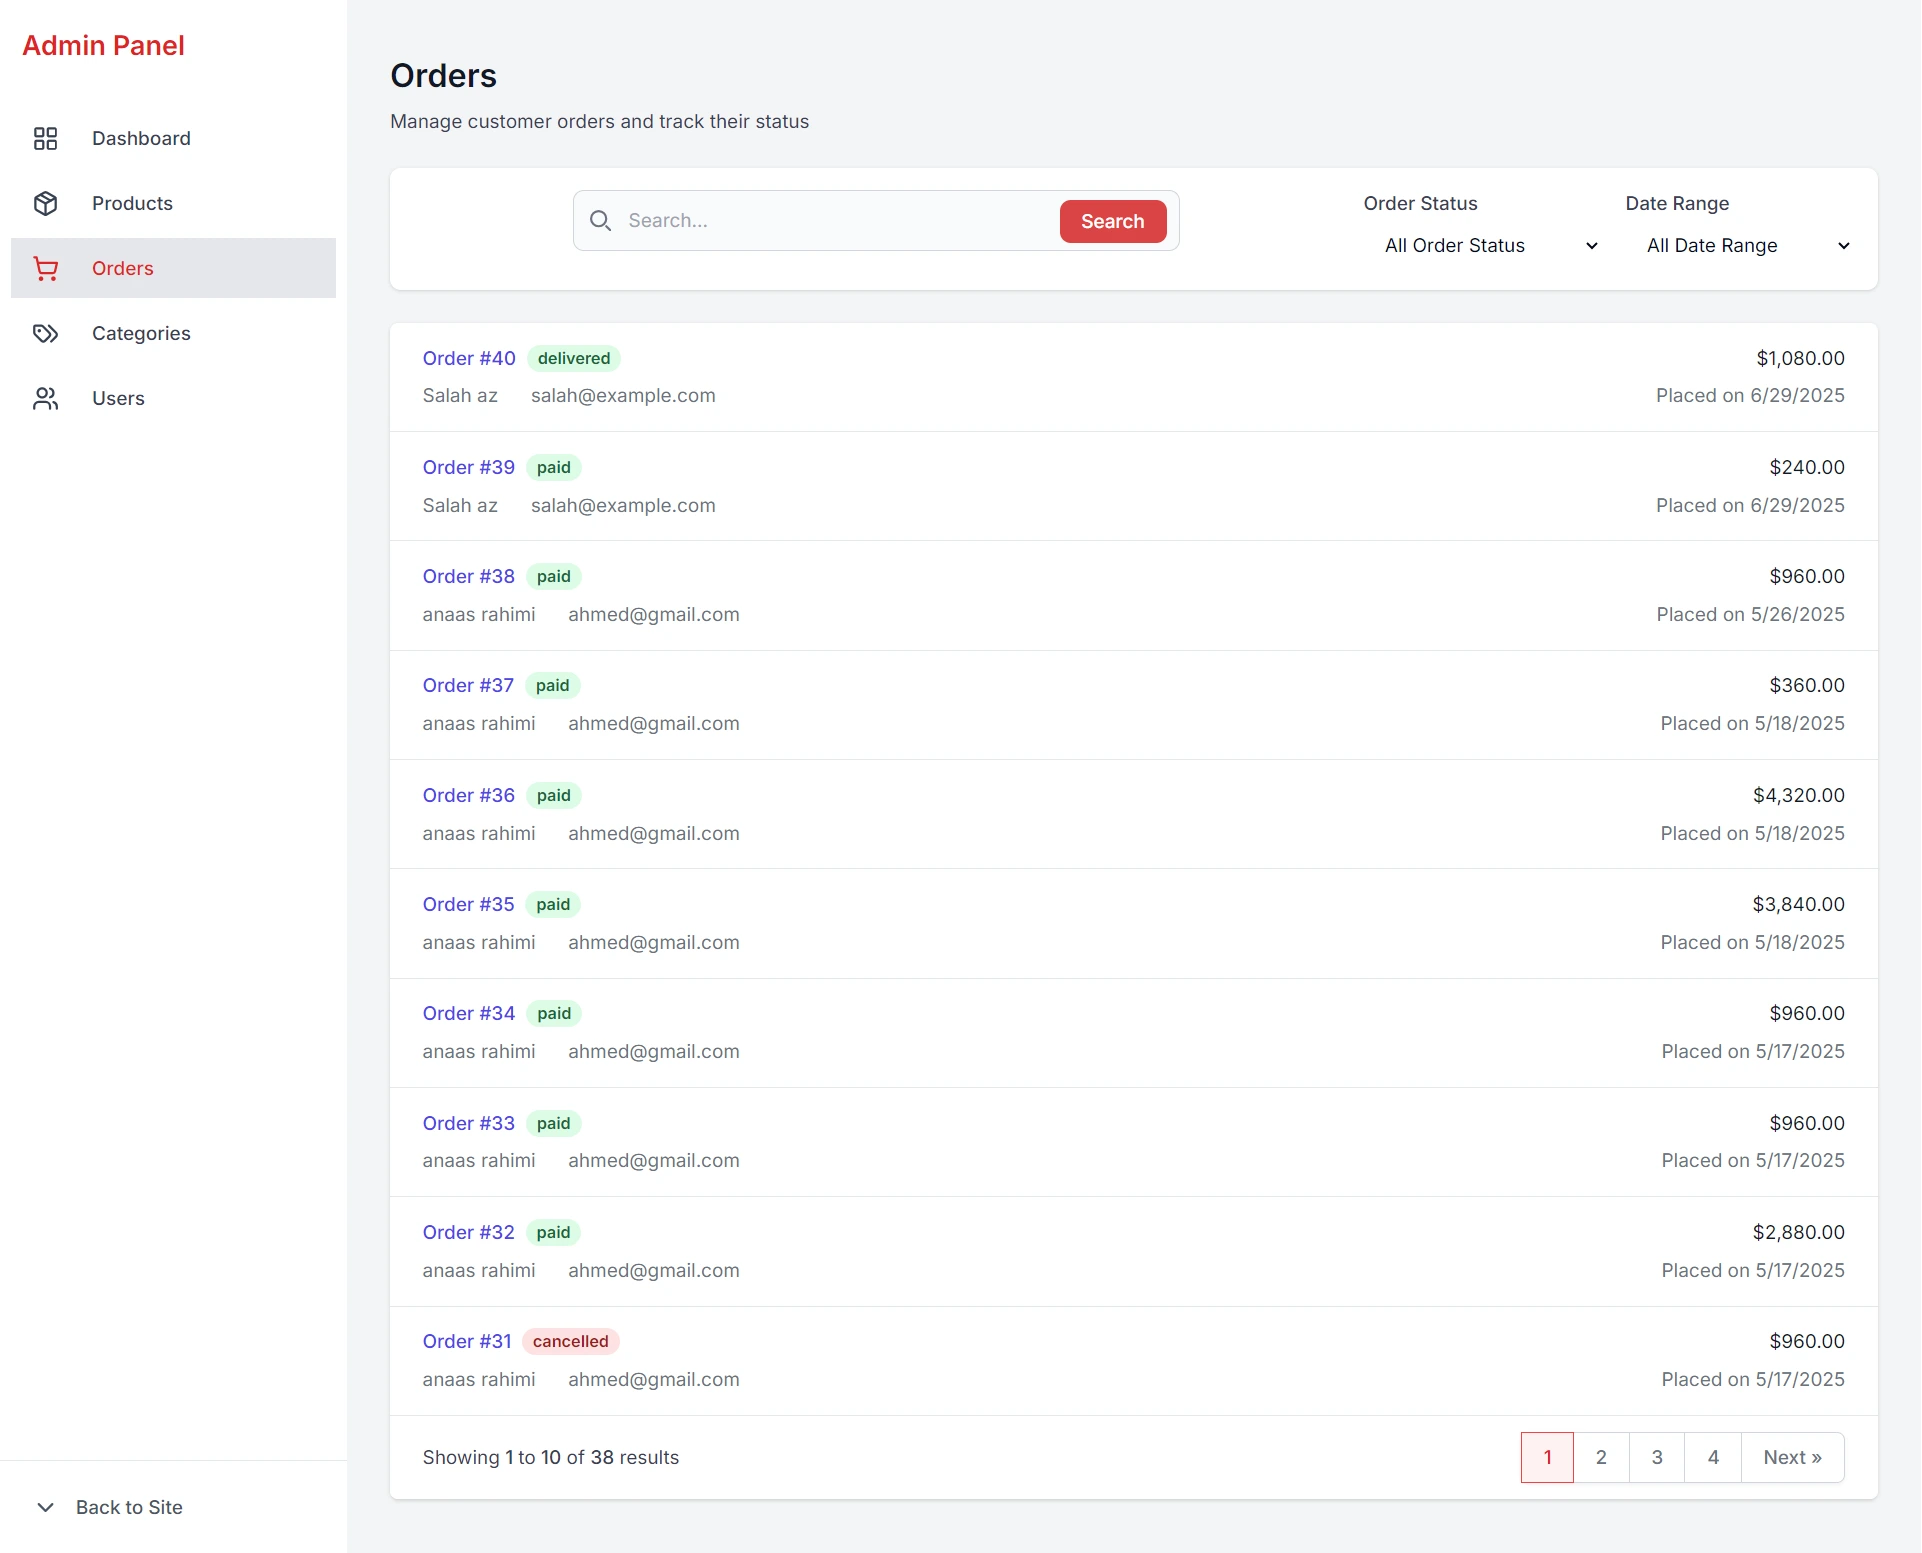 Admin Panel
Dashboard
Products
Orders
Categories
Users
Back to Site
Orders
Manage customer orders and track their status
Search...
Search
Order Status
All Order Status
Date Range
All Date Range
Order #40 delivered $1,080.00
Salah az salah@example.com Placed on 6/29/2025
Order #39 paid $240.00
Salah az salah@example.com Placed on 6/29/2025
Order #38 paid $960.00
anaas rahimi ahmed@gmail.com Placed on 5/26/2025
Order #37 paid $360.00
anaas rahimi ahmed@gmail.com Placed on 5/18/2025
Order #36 paid $4,320.00
anaas rahimi ahmed@gmail.com Placed on 5/18/2025
Order #35 paid $3,840.00
anaas rahimi ahmed@gmail.com Placed on 5/18/2025
Order #34 paid $960.00
anaas rahimi ahmed@gmail.com Placed on 5/17/2025
Order #33 paid $960.00
anaas rahimi ahmed@gmail.com Placed on 5/17/2025
Order #32 paid $2,880.00
anaas rahimi ahmed@gmail.com Placed on 5/17/2025
Order #31 cancelled $960.00
anaas rahimi ahmed@gmail.com Placed on 5/17/2025
Showing 1 to 10 of 38 results
1 2 3 4 Next »